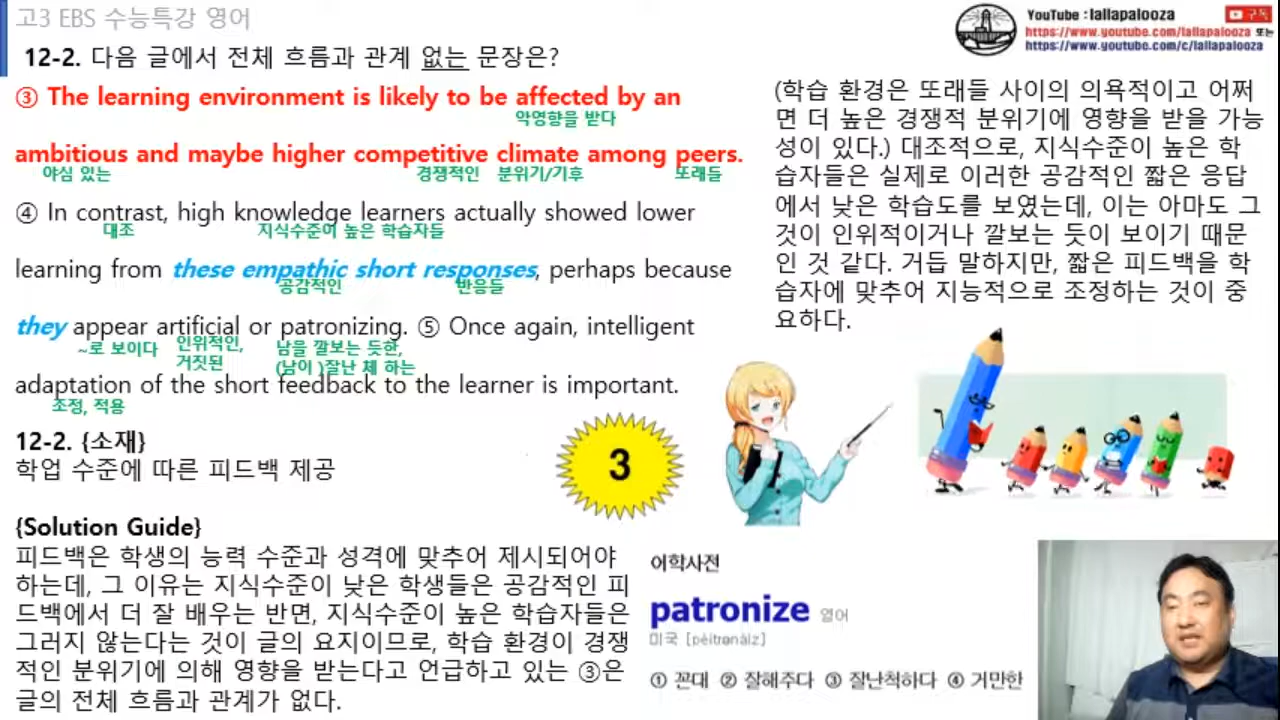 고3 EBS 수능특강 영어
YouTube : lallapalooza
구독
https://www.youtube.com/lallapalooza 또는
https://www.youtube.com/c/lallapalooza
12-2. 다음 글에서 전체 흐름과 관계 없는 문장은?
③ The learning environment is likely to be affected by an
악영향을 받다
ambitious and maybe higher competitive climate among peers.
야심 있는 경쟁적인 분위기/기후 또래들
④ In contrast, high knowledge learners actually showed lower
대조 지식수준이 높은 학습자들
learning from these empathic short responses, perhaps because
공감적인 반응들
they appear artificial or patronizing. ⑤ Once again, intelligent
~로 보이다 인위적인, 남을 깔보는 듯한,
거짓된 (남이 )잘난 체 하는
adaptation of the short feedback to the learner is important.
조정, 적용
(학습 환경은 또래들 사이의 의욕적이고 어쩌
면 더 높은 경쟁적 분위기에 영향을 받을 가능
성이 있다.) 대조적으로, 지식수준이 높은 학
습자들은 실제로 이러한 공감적인 짧은 응답
에서 낮은 학습도를 보였는데, 이는 아마도 그
것이 인위적이거나 깔보는 듯이 보이기 때문
인 것 같다. 거듭 말하지만, 짧은 피드백을 학
습자에 맞추어 지능적으로 조정하는 것이 중
요하다.
12-2. {소재}
학업 수준에 따른 피드백 제공
3
{Solution Guide}
피드백은 학생의 능력 수준과 성격에 맞추어 제시되어야
하는데, 그 이유는 지식수준이 낮은 학생들은 공감적인 피
드백에서 더 잘 배우는 반면, 지식수준이 높은 학습자들은
그러지 않는다는 것이 글의 요지이므로, 학습 환경이 경쟁
적인 분위기에 의해 영향을 받는다고 언급하고 있는 ③은
글의 전체 흐름과 관계가 없다.
어학사전
patronize 영어
미국 [péitrənàlz]
① 꼰대 ② 잘해주다 ③ 잘난척하다 ④ 거만한